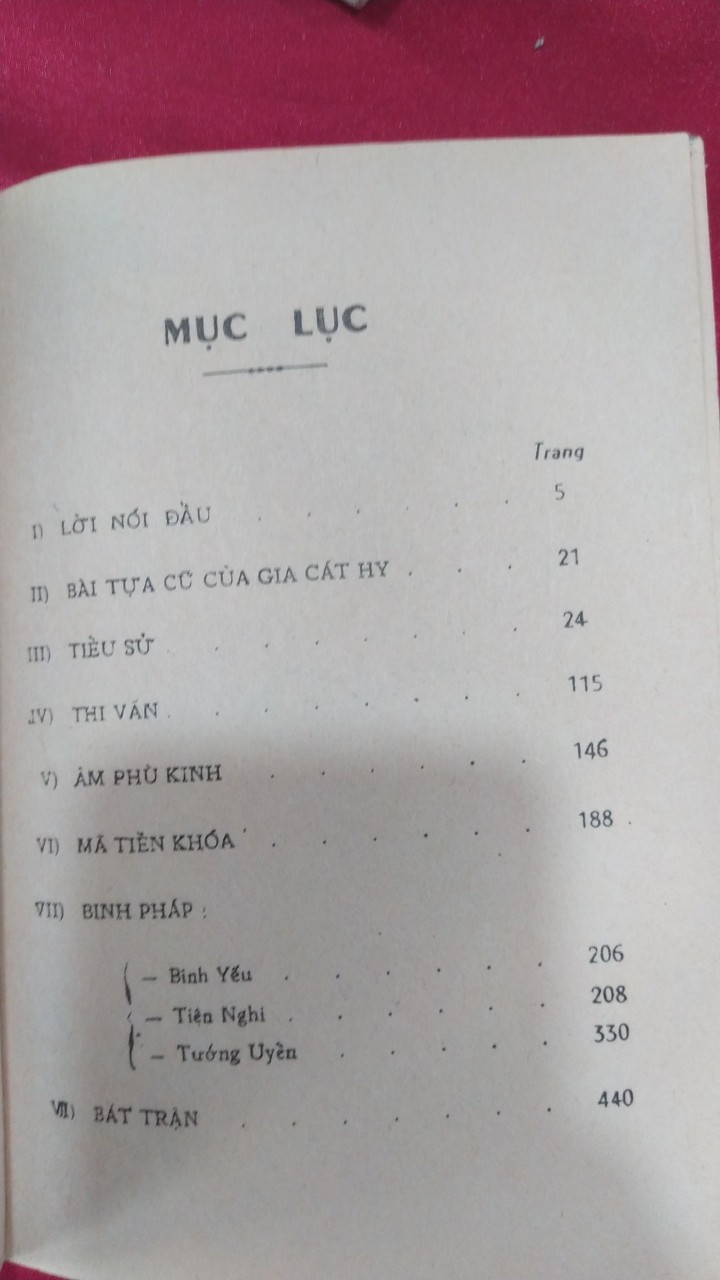 MỤC LỤC
Trang
I) LỜI NÓI ĐẦU . . . . . . 5
II) BÀI TỰA CŨ CỦA GIA CÁT HY . . . 21
III) TIỂU SỬ . . . . . . . . 24
IV) THI VĂN . . . . . . . . 115
V) ÂM PHÙ KINH . . . . . . 146
VI) MÃ TIỀN KHÓA . . . . . . 188
VII) BINH PHÁP :
— Binh Yếu . . . . . . 206
— Tiện Nghi . . . . . . 208
— Tướng Uyển . . . . . 330
VII) BÁT TRẬN . . . . . . . 440